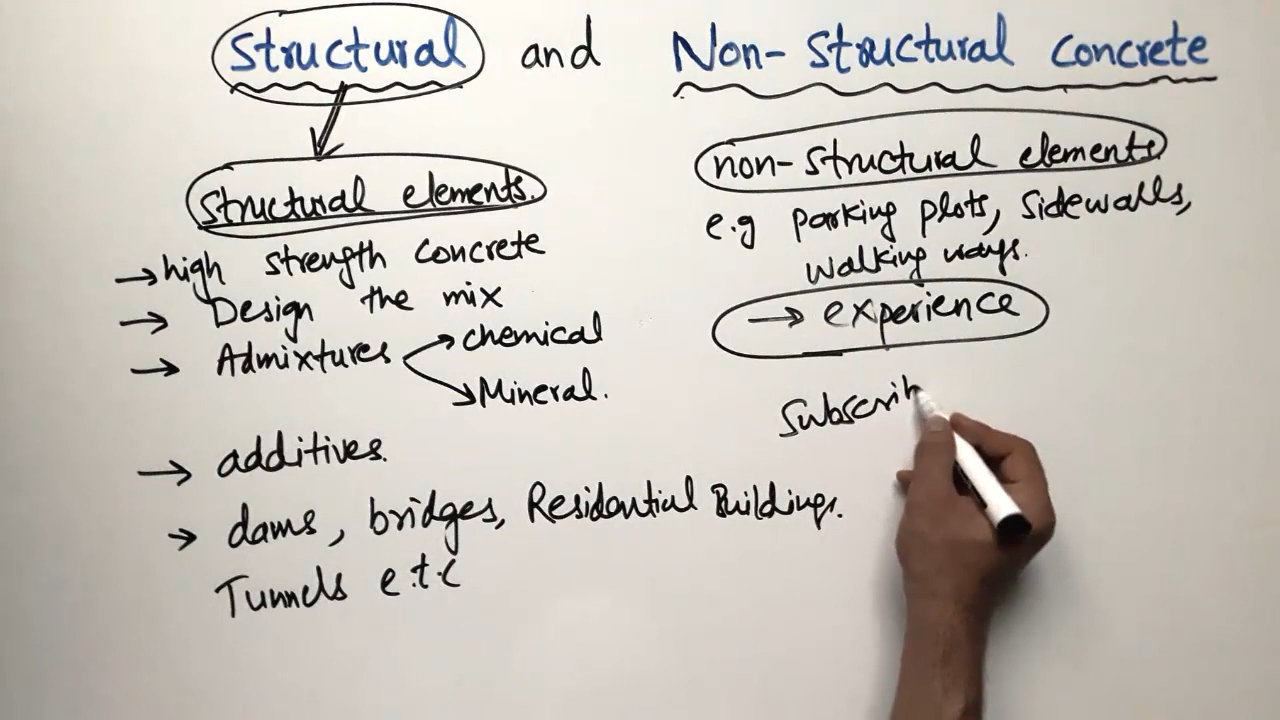 Structural and Non-Structural Concrete
Structural elements.
→ high strength concrete
→ Design the mix
→ Admixtures → chemical
→ Mineral.
→ additives.
→ dams, bridges, Residential Buildings.
Tunnels e.t.c
non-structural elements
e.g parking plots, sidewalls,
walking ways.
→ experience
Subscrib